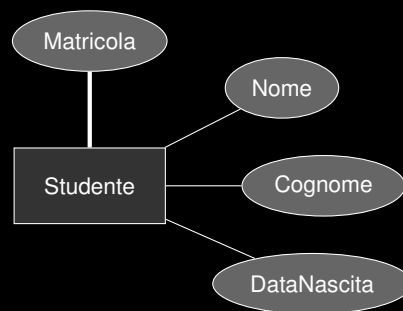 Matricola
Nome
Studente
Cognome
DataNascita